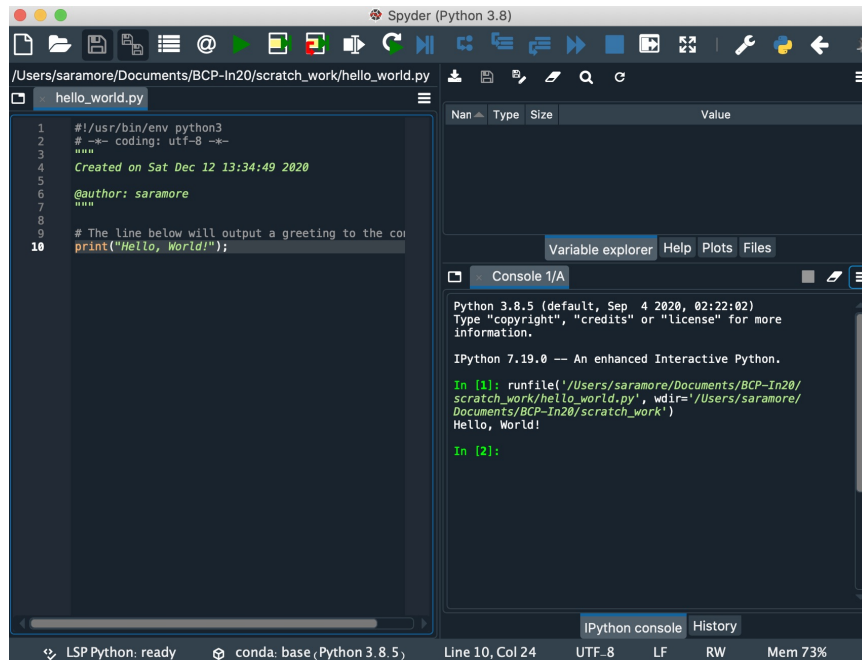 Spyder (Python 3.8)
/Users/saramore/Documents/BCP-In20/scratch_work/hello_world.py
hello_world.py
1 #!/usr/bin/env python3
2 # -*- coding: utf-8 -*-
3 """
4 Created on Sat Dec 12 13:34:49 2020
5
6 @author: saramore
7 """
8
9 # The line below will output a greeting to the
10 print("Hello, World!");
Nan Type Size Value
Variable explorer Help Plots Files
Console 1/A
Python 3.8.5 (default, Sep  4 2020, 02:22:02)
Type "copyright", "credits" or "license" for more
information.
IPython 7.19.0 -- An enhanced Interactive Python.
In [1]: runfile('/Users/saramore/Documents/BCP-In20/
scratch_work/hello_world.py', wdir='/Users/saramore/
Documents/BCP-In20/scratch_work')
Hello, World!
In [2]:
IPython console History
LSP Python: ready conda: base (Python 3.8.5) Line 10, Col 24 UTF-8 LF RW Mem 73%